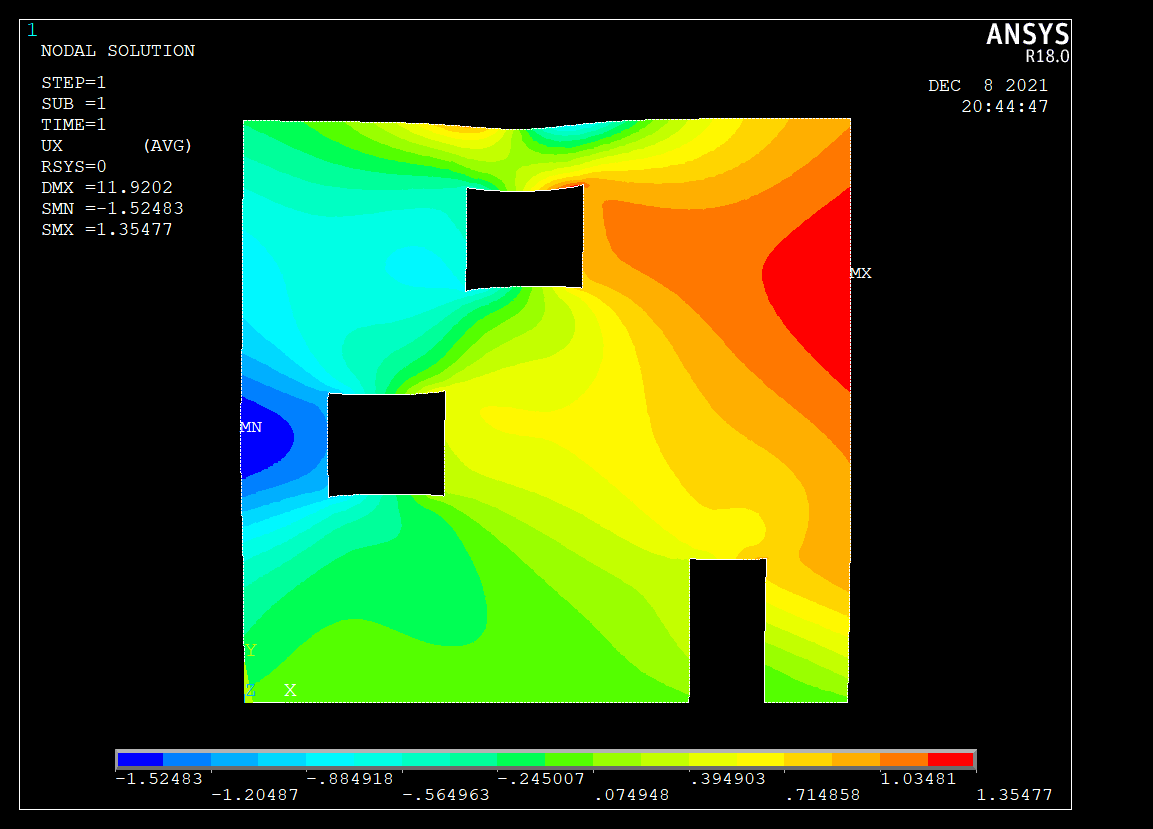 1
ANSYS
R18.0
NODAL SOLUTION
STEP=1
SUB =1
TIME=1
UX (AVG)
RSYS=0
DMX =11.9202
SMN =-1.52483
SMX =1.35477
DEC 8 2021
20:44:47
MX
MN
Y
Z X
-1.52483 -.884918 -.245007 .394903 1.03481
-1.20487 -.564963 .074948 .714858 1.35477